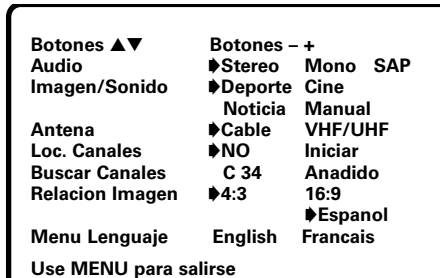 Botones ▲▼ Botones – +
Audio ➧Stereo Mono SAP
Imagen/Sonido ➧Deporte Cine
Noticia Manual
Antena ➧Cable VHF/UHF
Loc. Canales ➧NO Iniciar
Buscar Canales C 34 Anadido
Relacion Imagen ➧4:3 16:9
➧Espanol
Menu Lenguaje English Francais
Use MENU para salirse